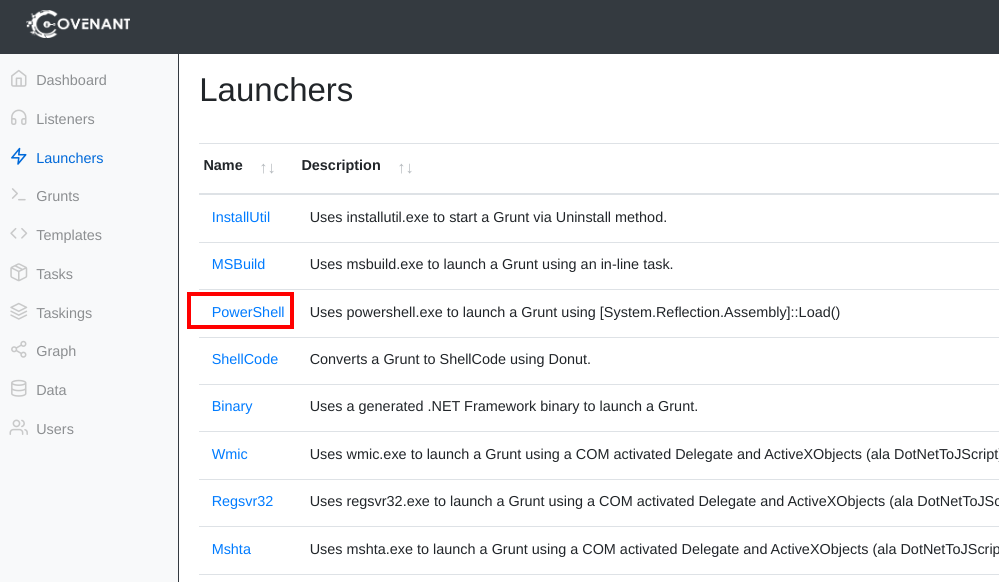 COVENANT
Dashboard
Listeners
Launchers
Grunts
Templates
Tasks
Taskings
Graph
Data
Users
Launchers
Name ↑↓ Description ↑↓
InstallUtil Uses installutil.exe to start a Grunt via Uninstall method.
MSBuild Uses msbuild.exe to launch a Grunt using an in-line task.
PowerShell Uses powershell.exe to launch a Grunt using [System.Reflection.Assembly]::Load()
ShellCode Converts a Grunt to ShellCode using Donut.
Binary Uses a generated .NET Framework binary to launch a Grunt.
Wmic Uses wmic.exe to launch a Grunt using a COM activated Delegate and ActiveXObjects (ala DotNetToJScript
Regsvr32 Uses regsvr32.exe to launch a Grunt using a COM activated Delegate and ActiveXObjects (ala DotNetToJSc
Mshta Uses mshta.exe to launch a Grunt using a COM activated Delegate and ActiveXObjects (ala DotNetToJScrip